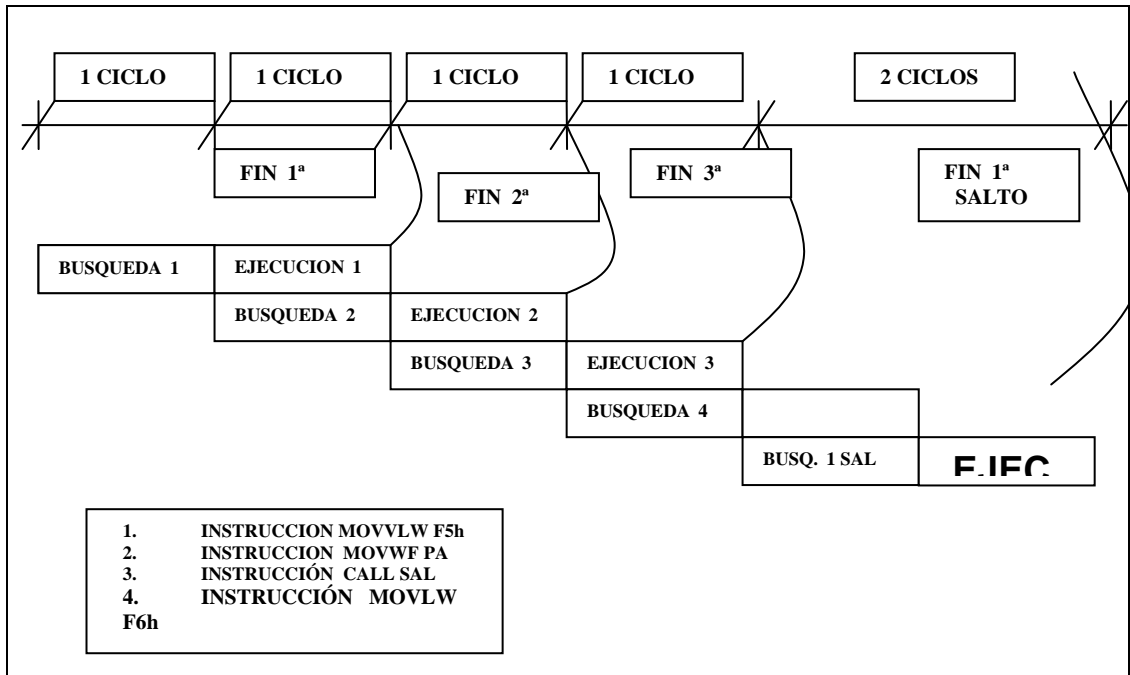 1 CICLO
1 CICLO
1 CICLO
1 CICLO
2 CICLOS
FIN 1ª
FIN 2ª
FIN 3ª
FIN 1ª
SALTO
BUSQUEDA 1
EJECUCION 1
BUSQUEDA 2
EJECUCION 2
BUSQUEDA 3
EJECUCION 3
BUSQUEDA 4
BUSQ. 1 SAL
EJEC
1. INSTRUCCION MOVVLW F5h
2. INSTRUCCION MOVWF PA
3. INSTRUCCIÓN CALL SAL
4. INSTRUCCIÓN MOVLW
F6h